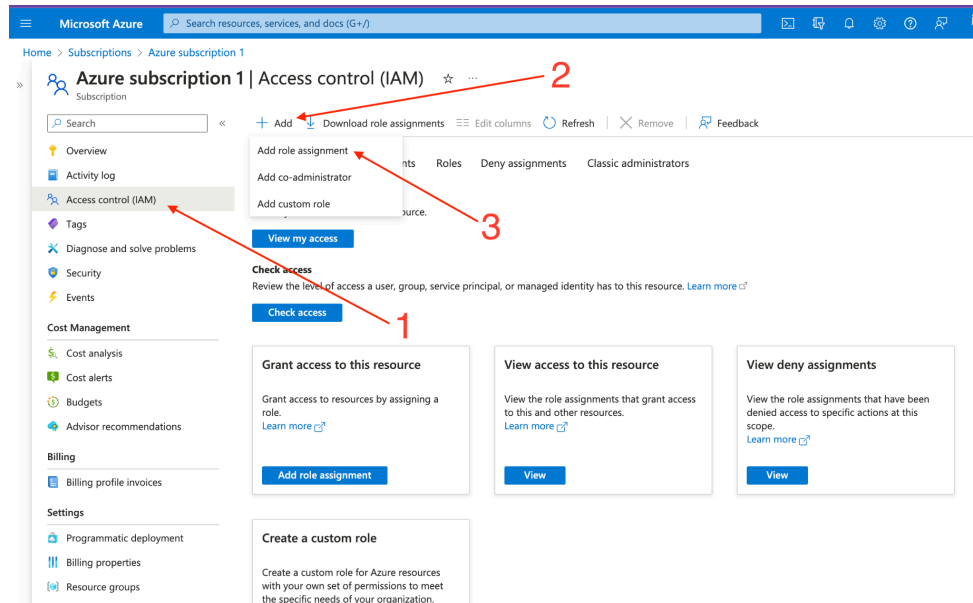 Microsoft Azure
Search resources, services, and docs (G+/)
Home > Subscriptions > Azure subscription 1
Azure subscription 1 | Access control (IAM)
Subscription
2
Search
Add
Download role assignments
Edit columns
Refresh
Remove
Feedback
Add role assignment
Add co-administrator
Add custom role
Roles
Deny assignments
Classic administrators
3
Overview
Activity log
Access control (IAM)
Tags
Diagnose and solve problems
Security
Events
Cost Management
Cost analysis
Cost alerts
Budgets
Advisor recommendations
Billing
Billing profile invoices
Settings
Programmatic deployment
Billing properties
Resource groups
View my access
Check access
Review the level of access a user, group, service principal, or managed identity has to this resource. Learn more
Check access
1
Grant access to this resource
Grant access to resources by assigning a
role.
Learn more
Add role assignment
View access to this resource
View the role assignments that grant access
to this and other resources.
Learn more
View
View deny assignments
View the role assignments that have been
denied access to specific actions at this
scope.
Learn more
View
Create a custom role
Create a custom role for Azure resources
with your own set of permissions to meet
the specific needs of your organization.